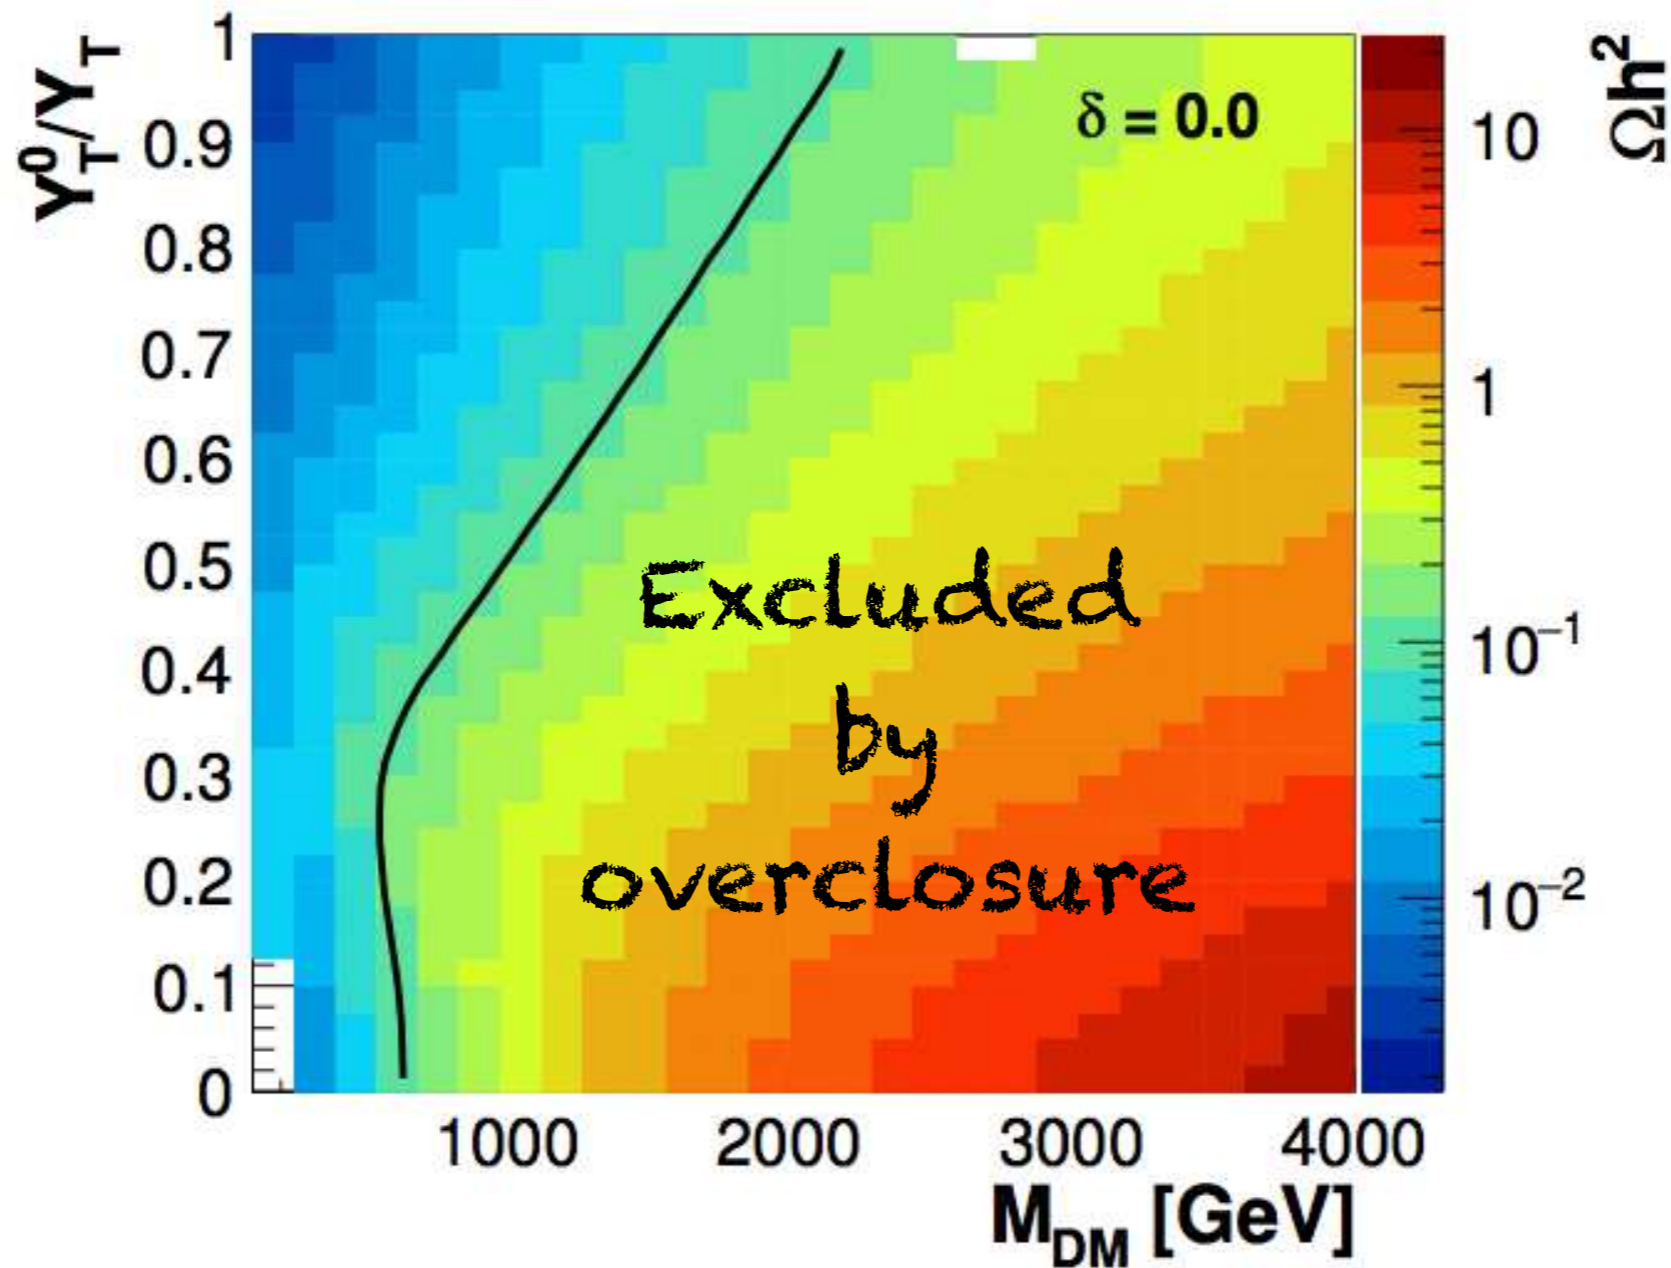 Y⁰_T/Y_T
1
0.9
0.8
0.7
0.6
0.5
0.4
0.3
0.2
0.1
0
δ = 0.0
Excluded
by
overclosure
1000 2000 3000 4000
M_DM [GeV]
10
1
10⁻¹
10⁻²
Ωh²